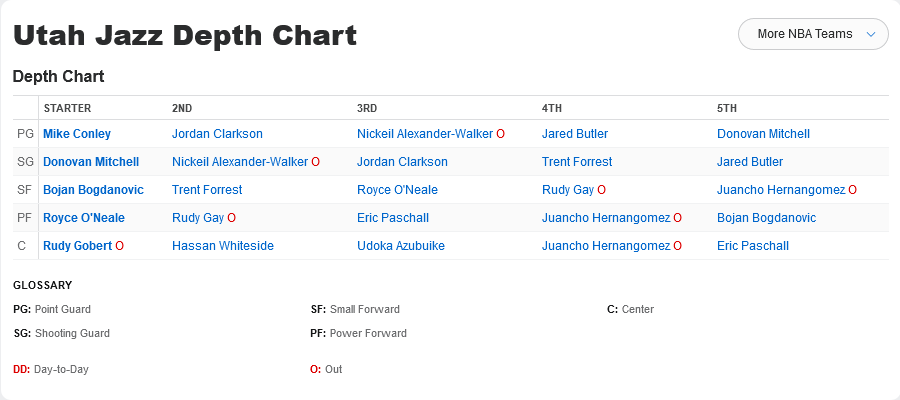 Utah Jazz Depth Chart
More NBA Teams
Depth Chart
STARTER 2ND 3RD 4TH 5TH
PG Mike Conley Jordan Clarkson Nickeil Alexander-Walker O Jared Butler Donovan Mitchell
SG Donovan Mitchell Nickeil Alexander-Walker O Jordan Clarkson Trent Forrest Jared Butler
SF Bojan Bogdanovic Trent Forrest Royce O'Neale Rudy Gay O Juancho Hernangomez O
PF Royce O'Neale Rudy Gay O Eric Paschall Juancho Hernangomez O Bojan Bogdanovic
C Rudy Gobert O Hassan Whiteside Udoka Azubuike Juancho Hernangomez O Eric Paschall
GLOSSARY
PG: Point Guard SF: Small Forward C: Center
SG: Shooting Guard PF: Power Forward
DD: Day-to-Day O: Out